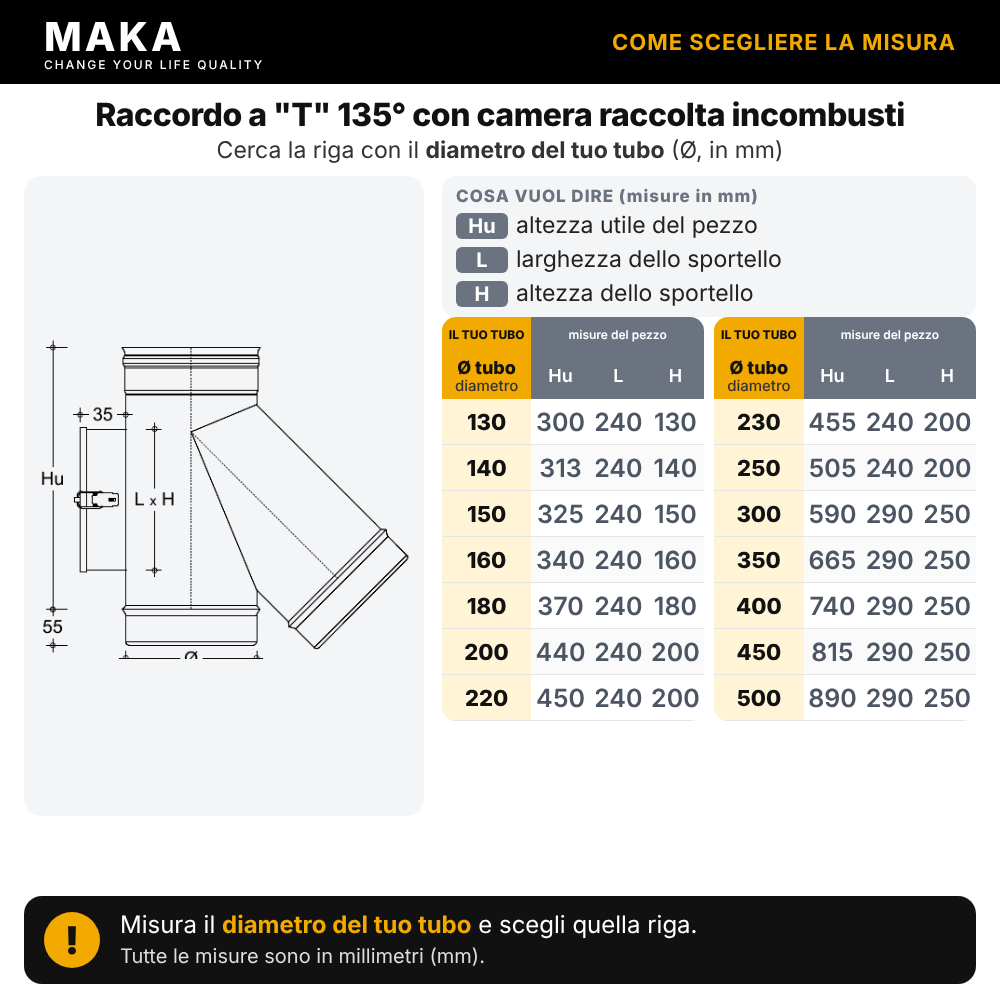 MAKA
CHANGE YOUR LIFE QUALITY
COME SCEGLIERE LA MISURA
Raccordo a "T" 135° con camera raccolta incombusti
Cerca la riga con il diametro del tuo tubo (Ø, in mm)
35
Hu
L x H
55
Ø
COSA VUOL DIRE (misure in mm)
Hu altezza utile del pezzo
L larghezza dello sportello
H altezza dello sportello
IL TUO TUBO misure del pezzo
Ø tubo diametro Hu L H
130 300 240 130
140 313 240 140
150 325 240 150
160 340 240 160
180 370 240 180
200 440 240 200
220 450 240 200
IL TUO TUBO misure del pezzo
Ø tubo diametro Hu L H
230 455 240 200
250 505 240 200
300 590 290 250
350 665 290 250
400 740 290 250
450 815 290 250
500 890 290 250
! Misura il diametro del tuo tubo e scegli quella riga.
Tutte le misure sono in millimetri (mm).